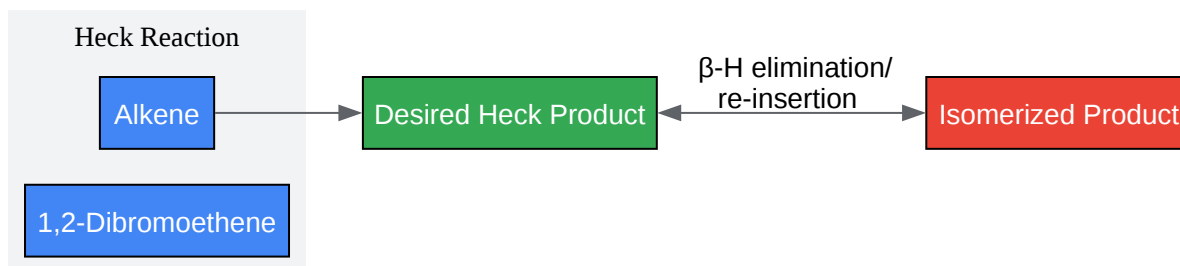 Heck Reaction
Alkene
1,2-Dibromoethene
Desired Heck Product
β-H elimination/
re-insertion
Isomerized Product